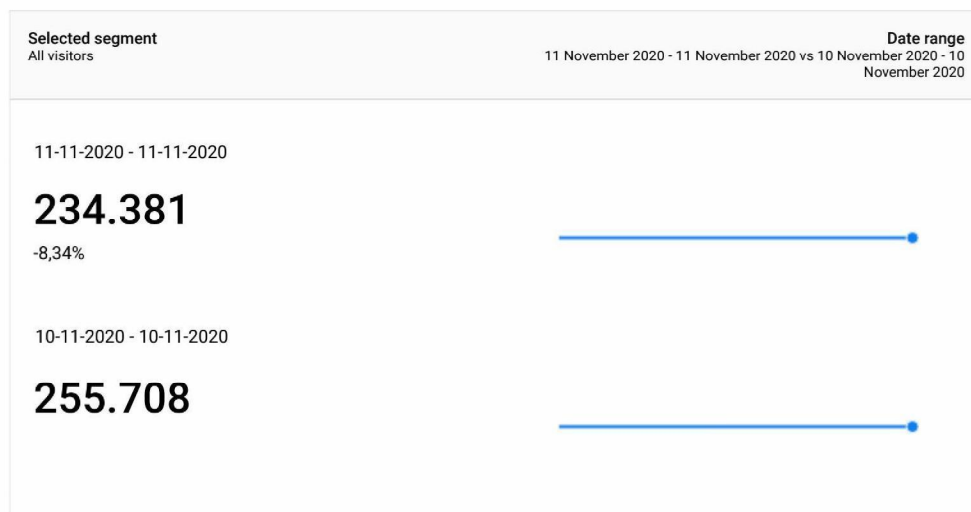 Selected segment
All visitors
Date range
11 November 2020 - 11 November 2020 vs 10 November 2020 - 10
November 2020
11-11-2020 - 11-11-2020
234.381
-8,34%
10-11-2020 - 10-11-2020
255.708